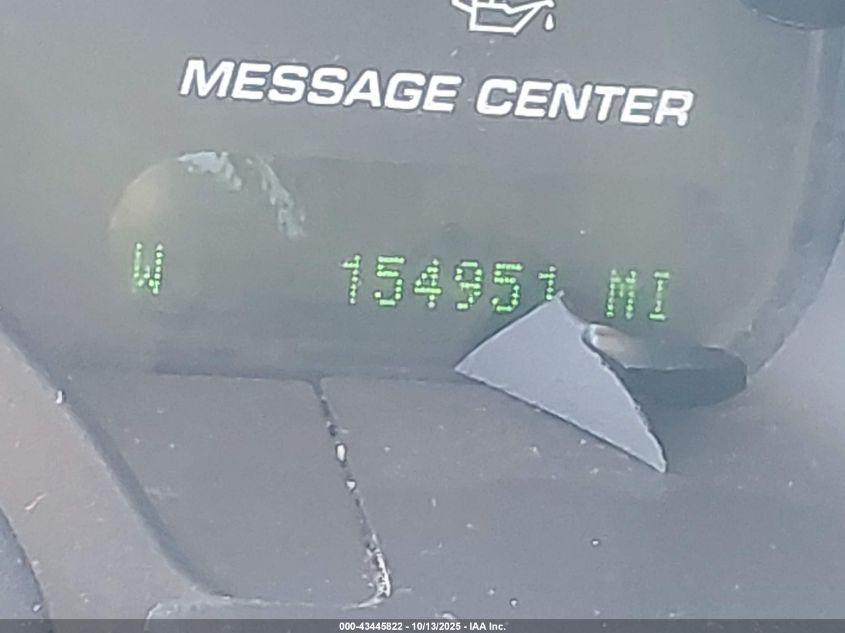 MESSAGE CENTER
W 154951 MI
000-43445822 - 10/13/2025 - IAA Inc.